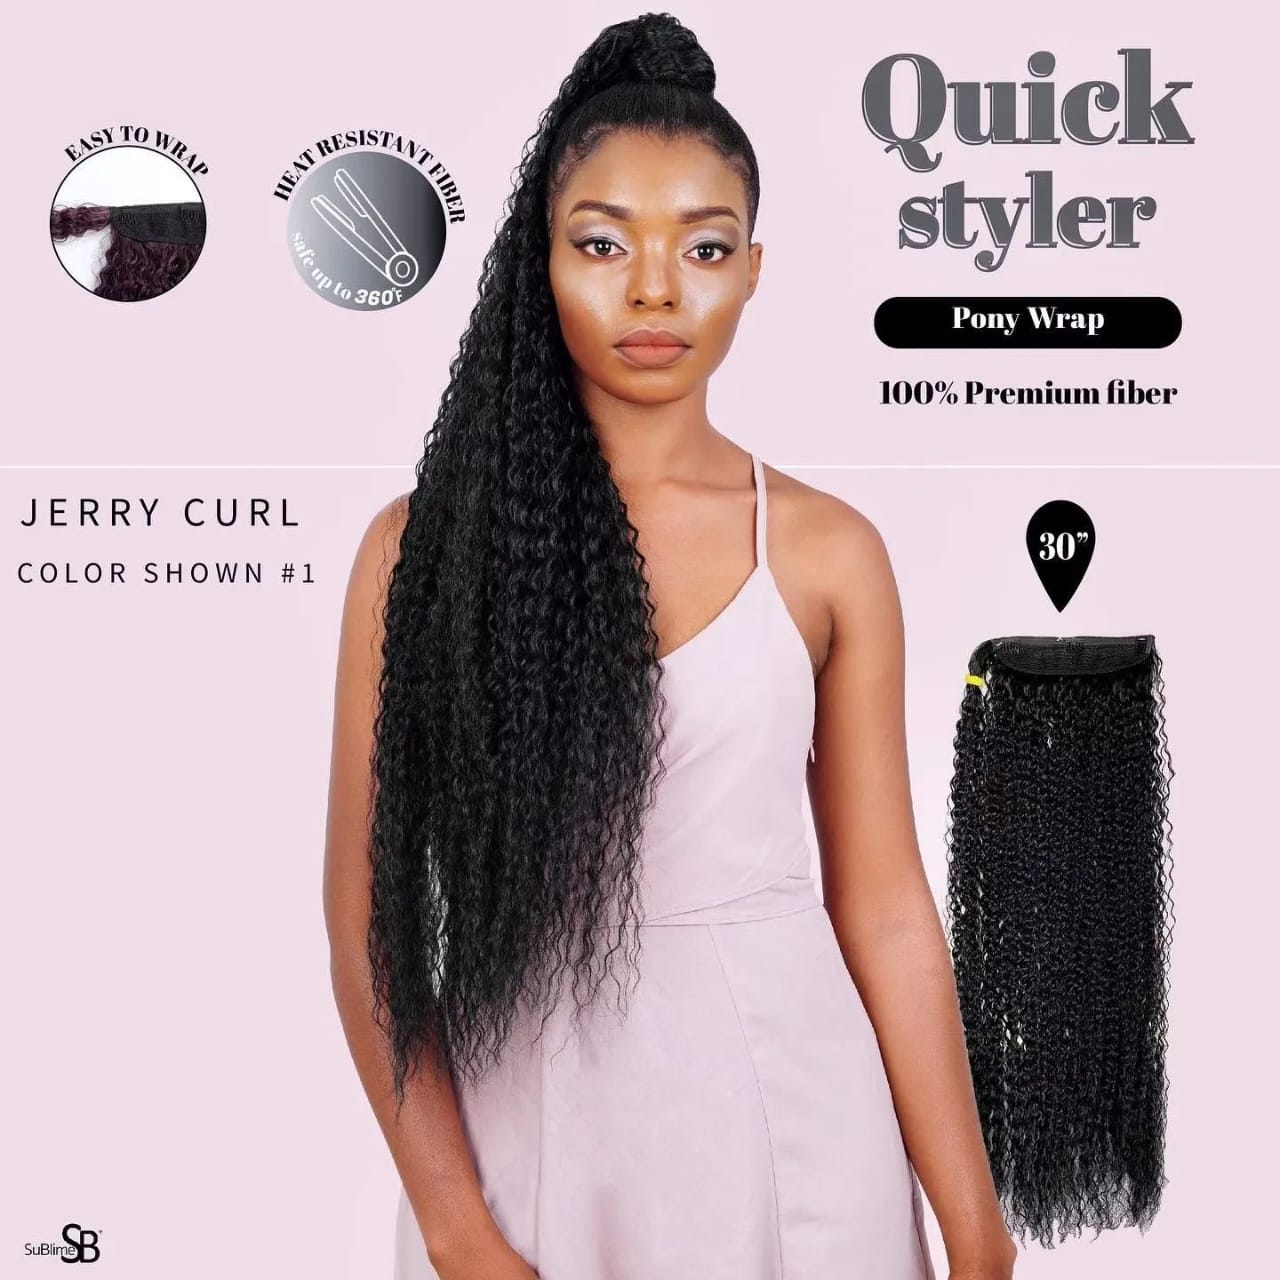 EASY TO WRAP
HEAT RESISTANT FIBER
safe up to 360°F
Quick
styler
Pony Wrap
100% Premium fiber
JERRY CURL
COLOR SHOWN #1
30”
SuBlime SB®